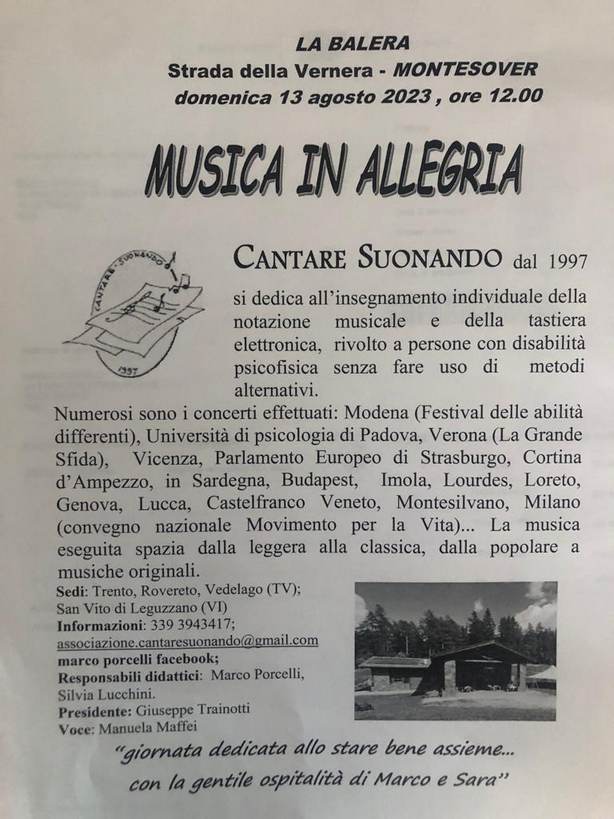 LA BALERA
Strada della Vernera - MONTESOVER
domenica 13 agosto 2023 , ore 12.00
MUSICA IN ALLEGRIA
CANTARE - SUONANDO
1997
CANTARE SUONANDO dal 1997
si dedica all’insegnamento individuale della
notazione musicale e della tastiera
elettronica, rivolto a persone con disabilità
psicofisica senza fare uso di metodi
alternativi.
Numerosi sono i concerti effettuati: Modena (Festival delle abilità
differenti), Università di psicologia di Padova, Verona (La Grande
Sfida), Vicenza, Parlamento Europeo di Strasburgo, Cortina
d’Ampezzo, in Sardegna, Budapest, Imola, Lourdes, Loreto,
Genova, Lucca, Castelfranco Veneto, Montesilvano, Milano
(convegno nazionale Movimento per la Vita)... La musica
eseguita spazia dalla leggera alla classica, dalla popolare a
musiche originali.
Sedi: Trento, Rovereto, Vedelago (TV);
San Vito di Leguzzano (VI)
Informazioni: 339 3943417;
associazione.cantaresuonando@gmail.com
marco porcelli facebook;
Responsabili didattici: Marco Porcelli,
Silvia Lucchini.
Presidente: Giuseppe Trainotti
Voce: Manuela Maffei
“giornata dedicata allo stare bene assieme...
con la gentile ospitalità di Marco e Sara”